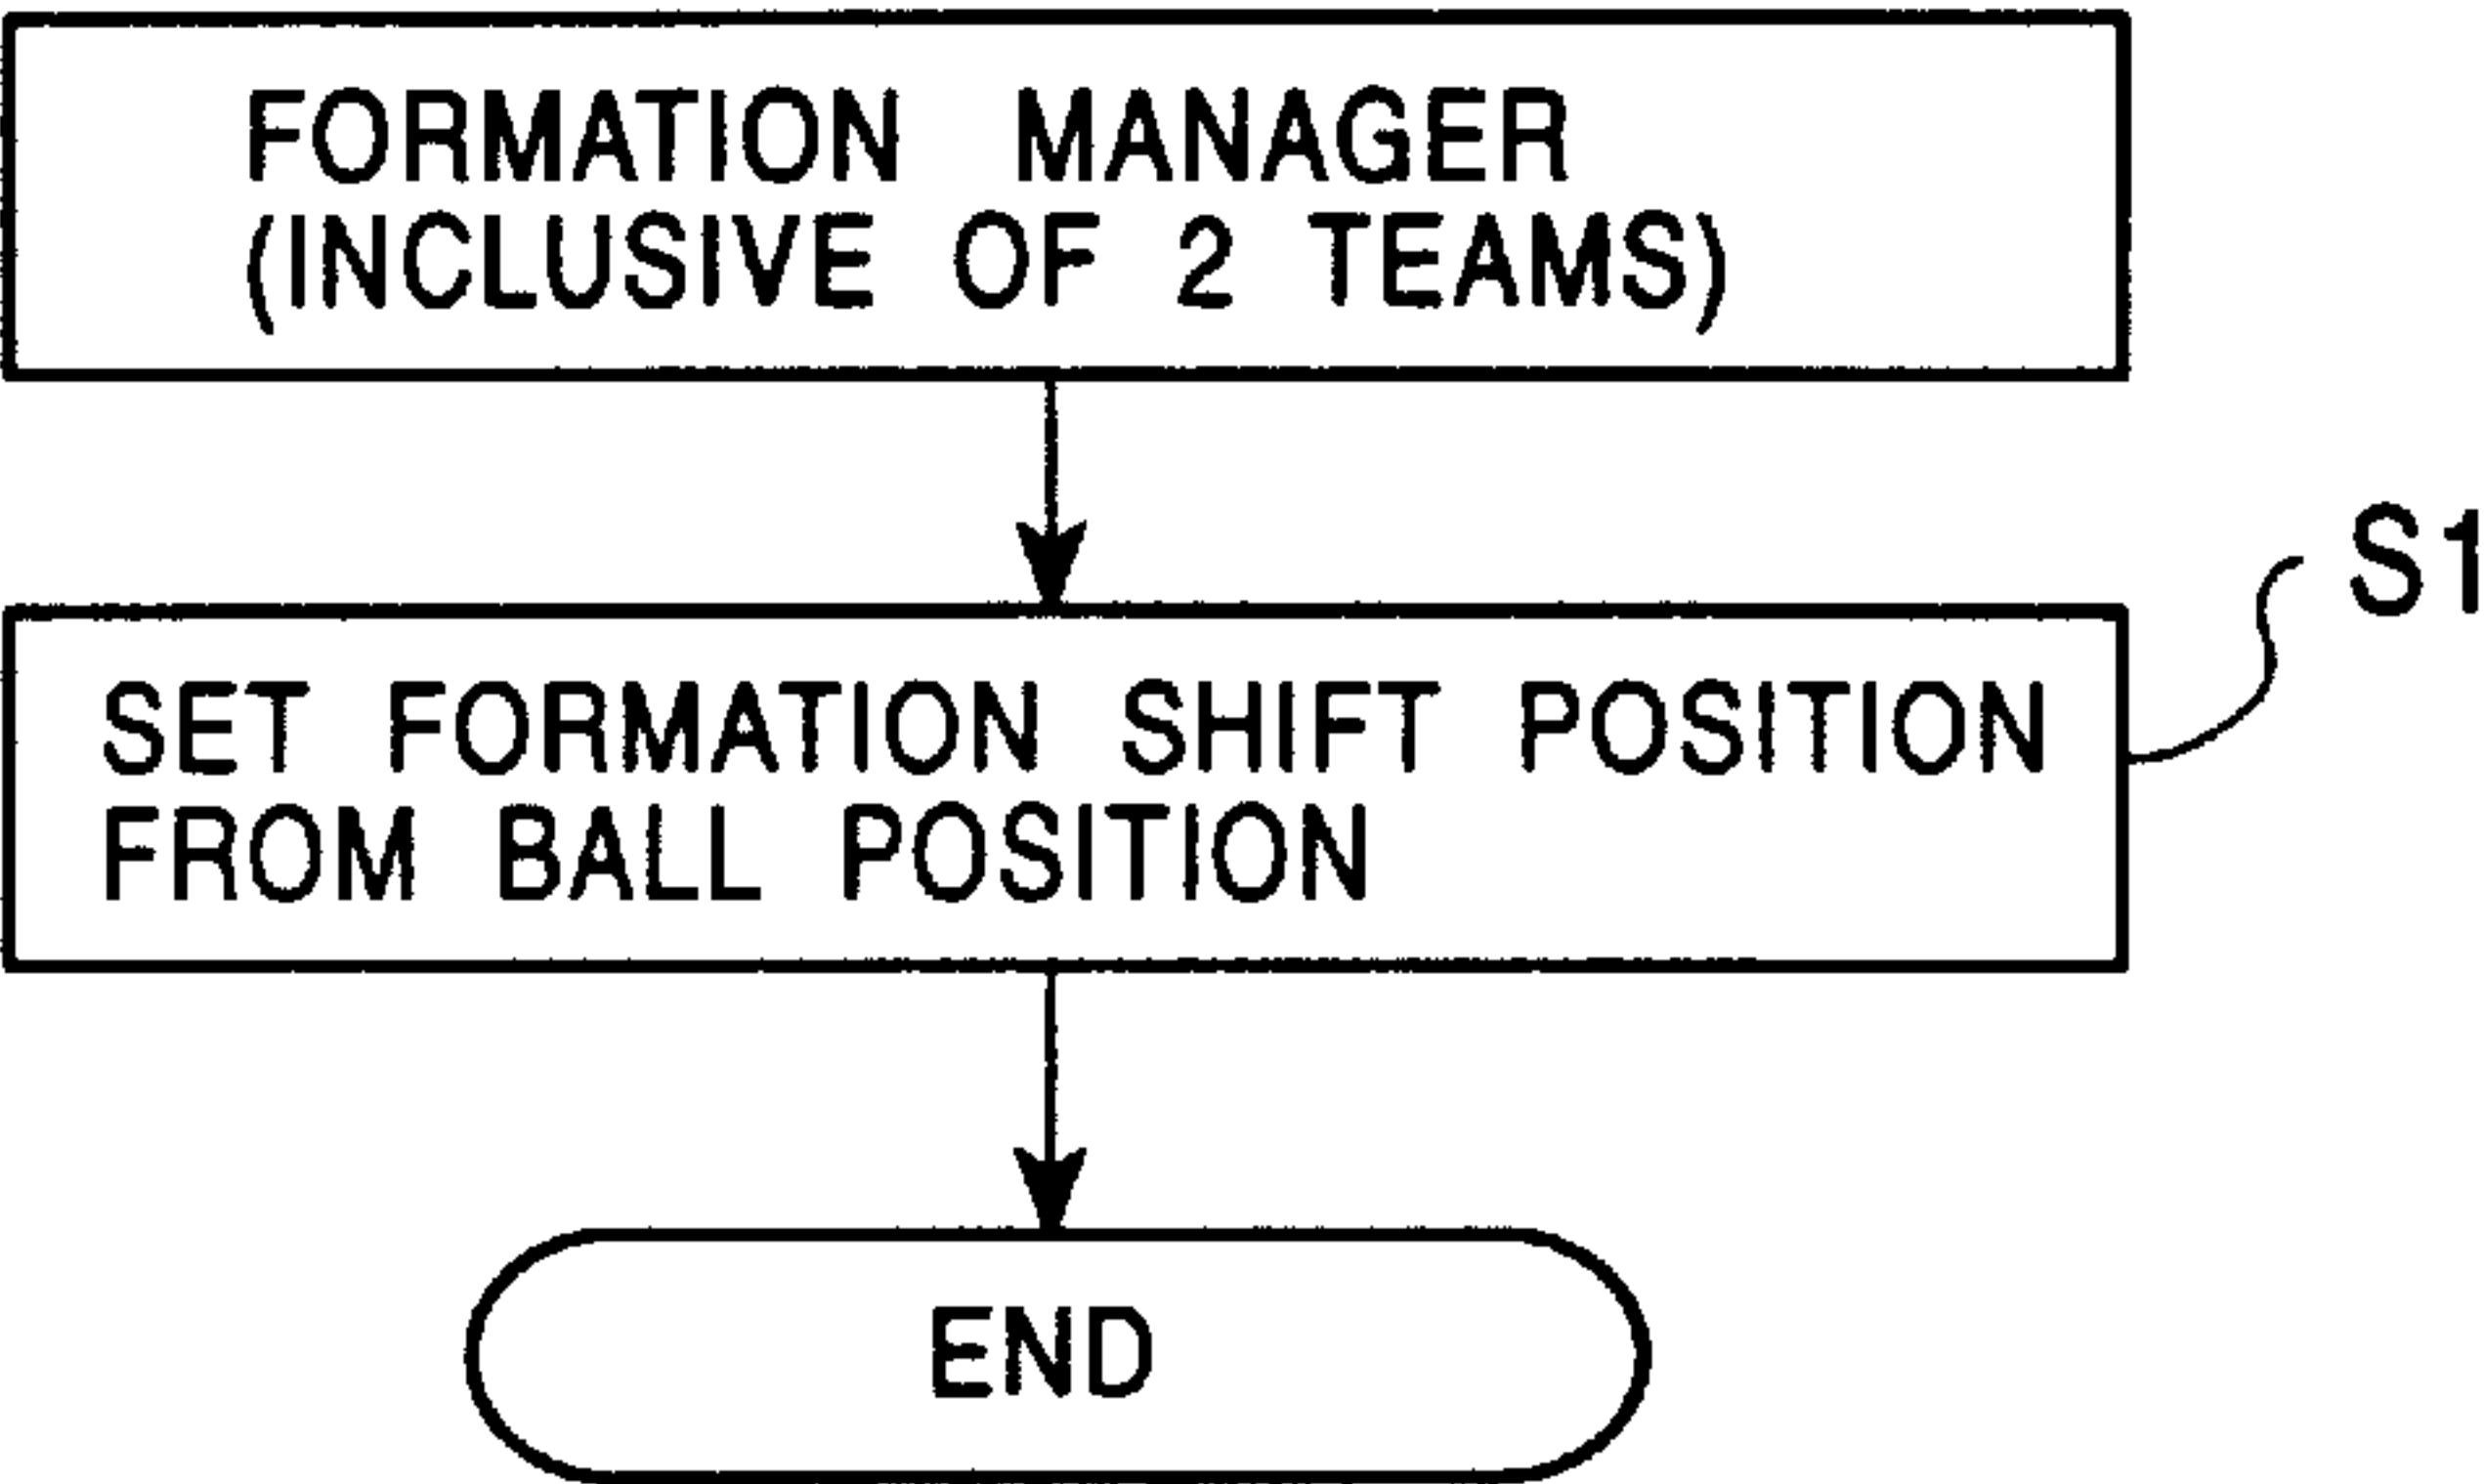 FORMATION MANAGER
(INCLUSIVE OF 2 TEAMS)
S1
SET FORMATION SHIFT POSITION
FROM BALL POSITION
END